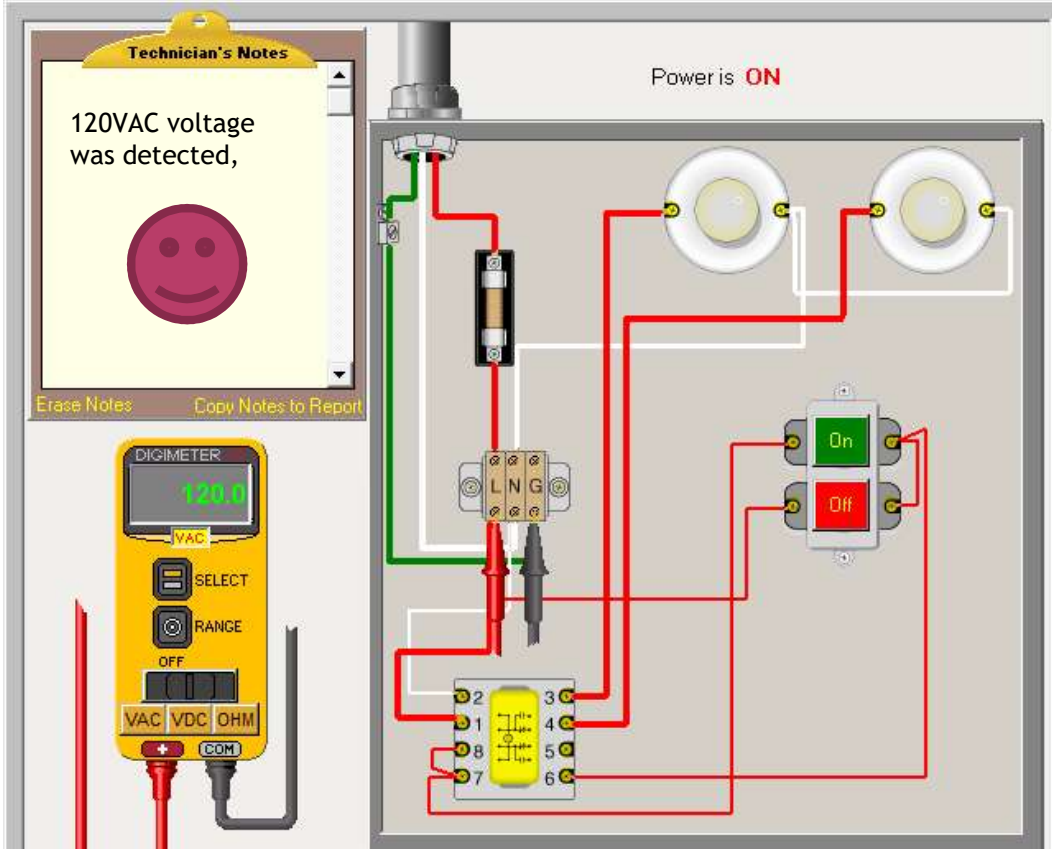 Technician's Notes
120VAC voltage
was detected,
Erase Notes
Copy Notes to Report
Power is ON
DIGIMETER
120.0
VAC
SELECT
RANGE
OFF
VAC VDC OHM
+ COM
L N G
On
Off
2 3
1 4
8 5
7 6